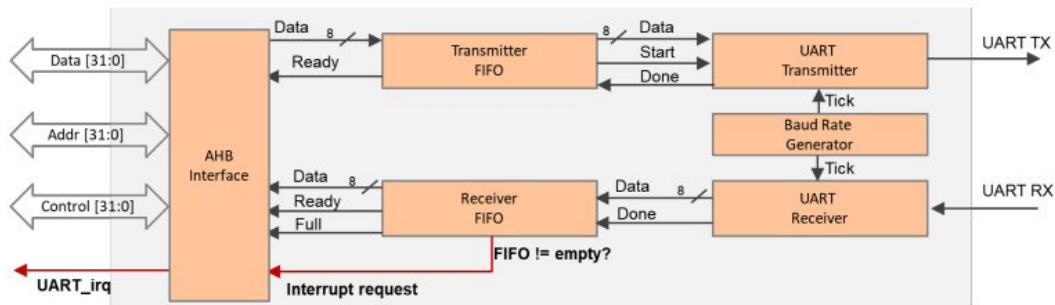 Data
8
Ready
Transmitter
FIFO
8
Data
Start
Done
UART
Transmitter
UART TX
Data [31:0]
Addr [31:0]
Control [31:0]
AHB
Interface
Tick
Baud Rate
Generator
Tick
Data
8
Ready
Full
Receiver
FIFO
Data
8
Done
UART
Receiver
UART RX
FIFO != empty?
UART_irq
Interrupt request